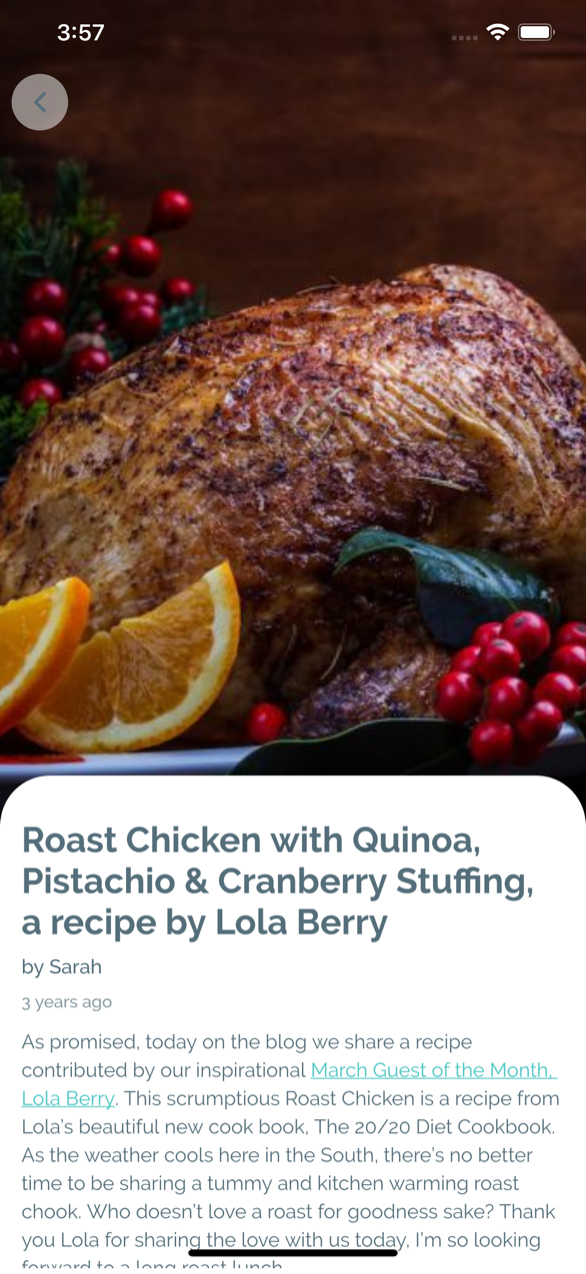 3:57
Roast Chicken with Quinoa,
Pistachio & Cranberry Stuffing,
a recipe by Lola Berry
by Sarah
3 years ago
As promised, today on the blog we share a recipe
contributed by our inspirational March Guest of the Month,
Lola Berry. This scrumptious Roast Chicken is a recipe from
Lola's beautiful new cook book, The 20/20 Diet Cookbook.
As the weather cools here in the South, there's no better
time to be sharing a tummy and kitchen warming roast
chook. Who doesn't love a roast for goodness sake? Thank
you Lola for sharing the love with us today, I'm so looking
forward to a long roast lunch